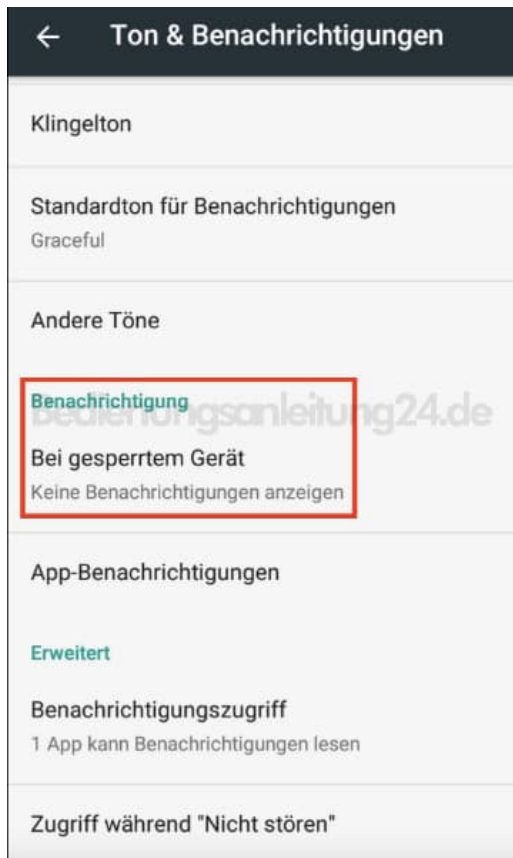 Ton & Benachrichtigungen
Klingelton
Standardton für Benachrichtigungen
Graceful
Andere Töne
Benachrichtigung
Bedienungsanleitung24.de
Bei gesperrtem Gerät
Keine Benachrichtigungen anzeigen
App-Benachrichtigungen
Erweitert
Benachrichtigungszugriff
1 App kann Benachrichtigungen lesen
Zugriff während "Nicht stören"